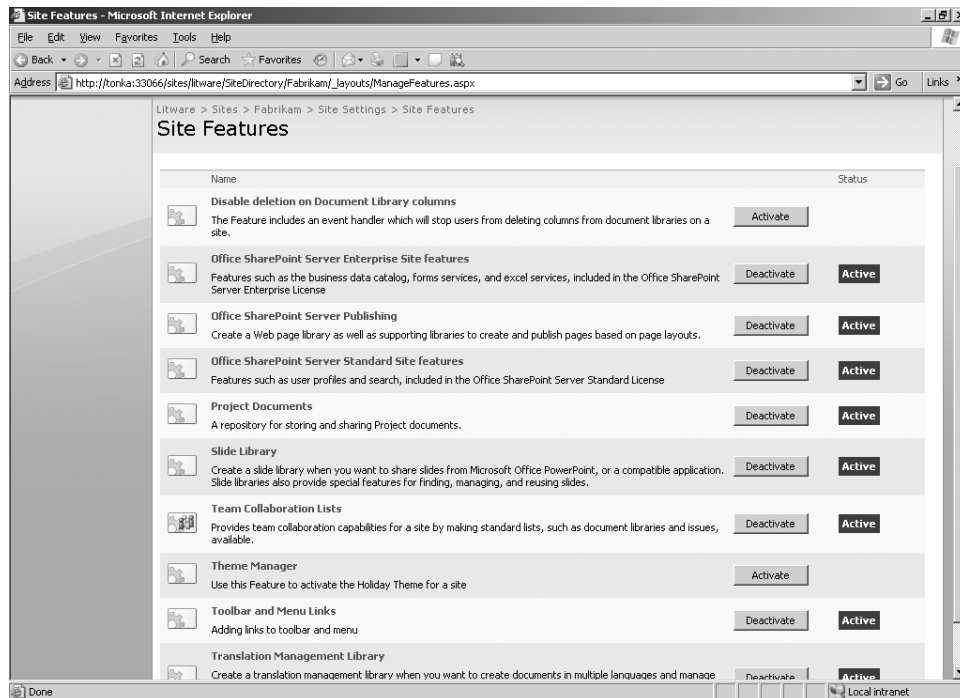 Site Features - Microsoft Internet Explorer
File Edit View Favorites Tools Help
Back Search Favorites
Address http://tonka:33066/sites/litware/SiteDirectory/Fabrikam/_layouts/ManageFeatures.aspx Go Links
Litware > Sites > Fabrikam > Site Settings > Site Features
Site Features
Name Status
Disable deletion on Document Library columns
The Feature includes an event handler which will stop users from deleting columns from document libraries on a
site.
Activate
Office SharePoint Server Enterprise Site features
Features such as the business data catalog, forms services, and excel services, included in the Office SharePoint
Server Enterprise License
Deactivate Active
Office SharePoint Server Publishing
Create a Web page library as well as supporting libraries to create and publish pages based on page layouts.
Deactivate Active
Office SharePoint Server Standard Site features
Features such as user profiles and search, included in the Office SharePoint Server Standard License
Deactivate Active
Project Documents
A repository for storing and sharing Project documents.
Deactivate Active
Slide Library
Create a slide library when you want to share slides from Microsoft Office PowerPoint, or a compatible application.
Slide libraries also provide special features for finding, managing, and reusing slides.
Deactivate Active
Team Collaboration Lists
Provides team collaboration capabilities for a site by making standard lists, such as document libraries and issues,
available.
Deactivate Active
Theme Manager
Use this Feature to activate the Holiday Theme for a site
Activate
Toolbar and Menu Links
Adding links to toolbar and menu
Deactivate Active
Translation Management Library
Create a translation management library when you want to create documents in multiple languages and manage
Deactivate Active
Done Local intranet